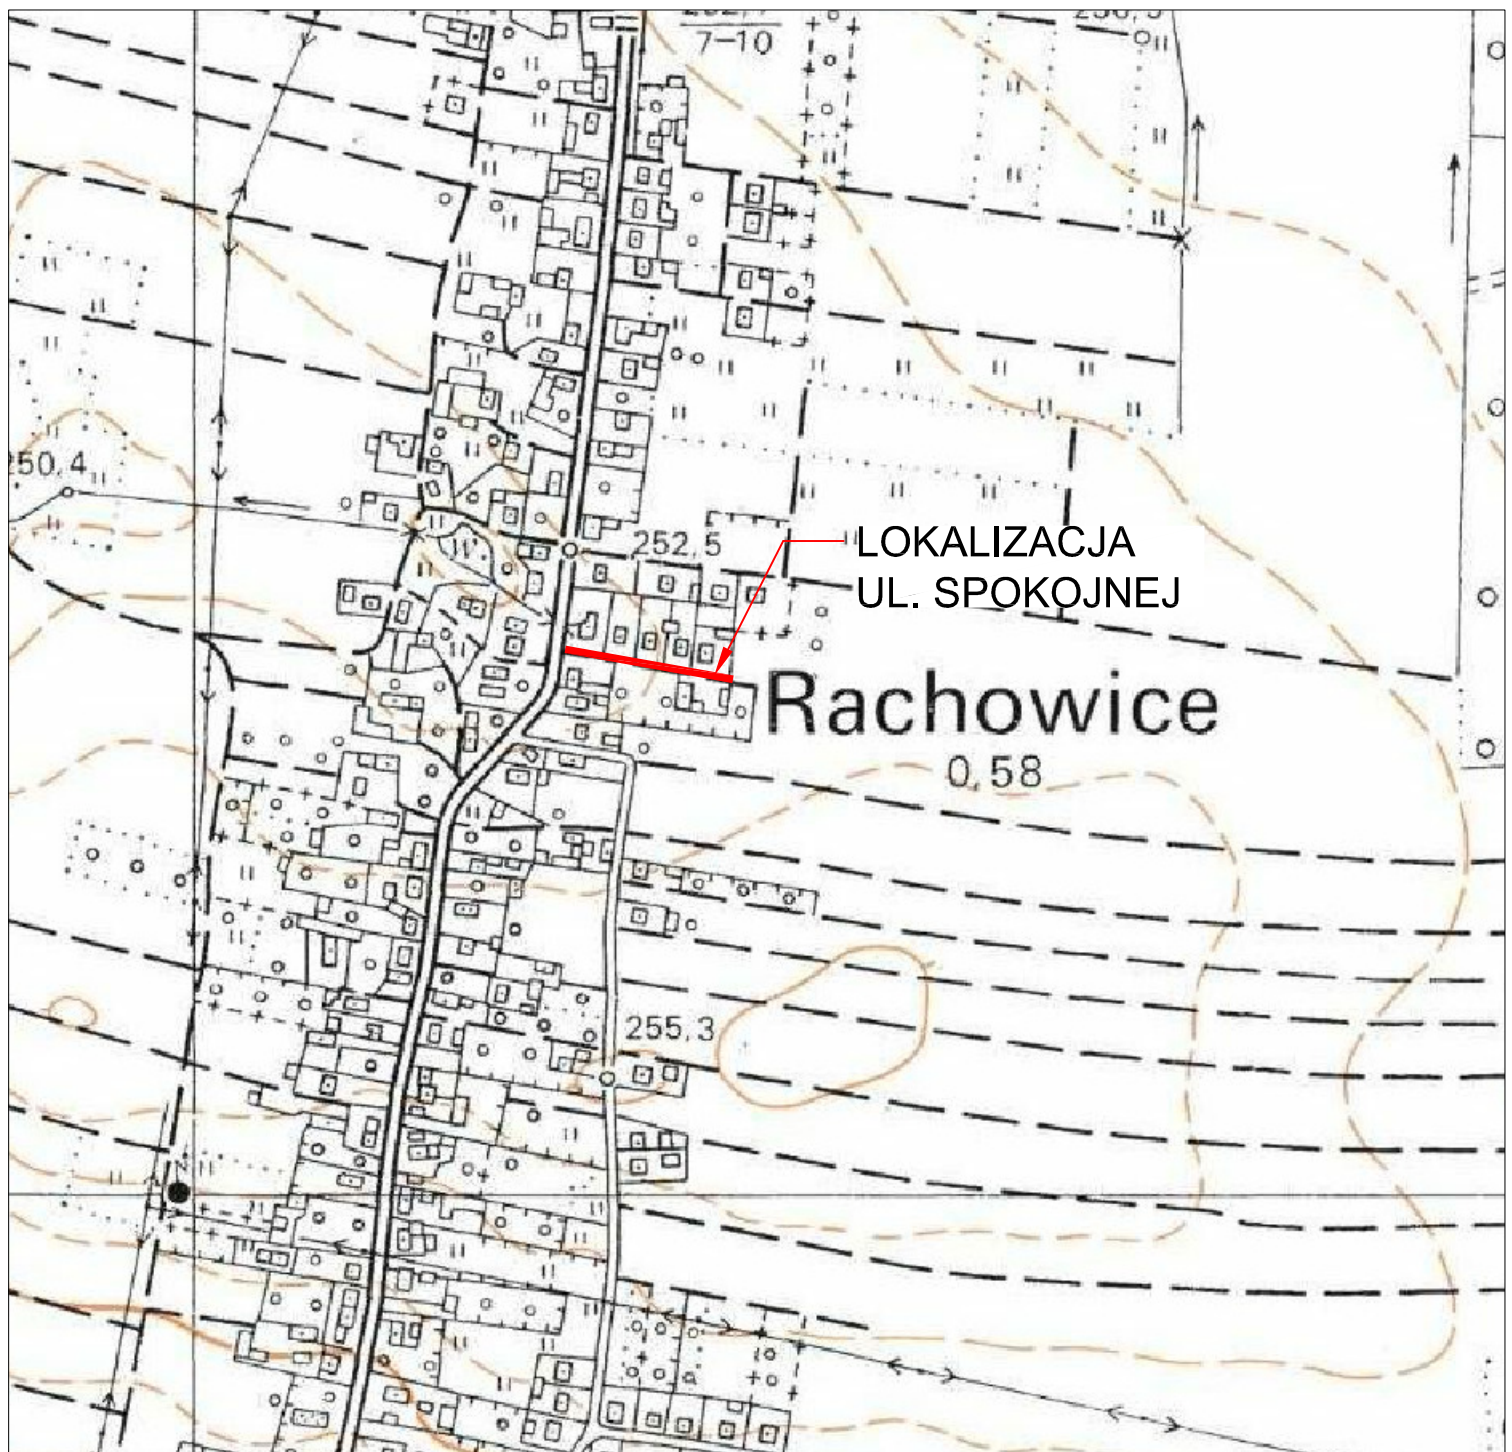 7-10
250,4
W.
252,5
LOKALIZACJA
UL. SPOKOJNEJ
Rachowice
0,58
255,3